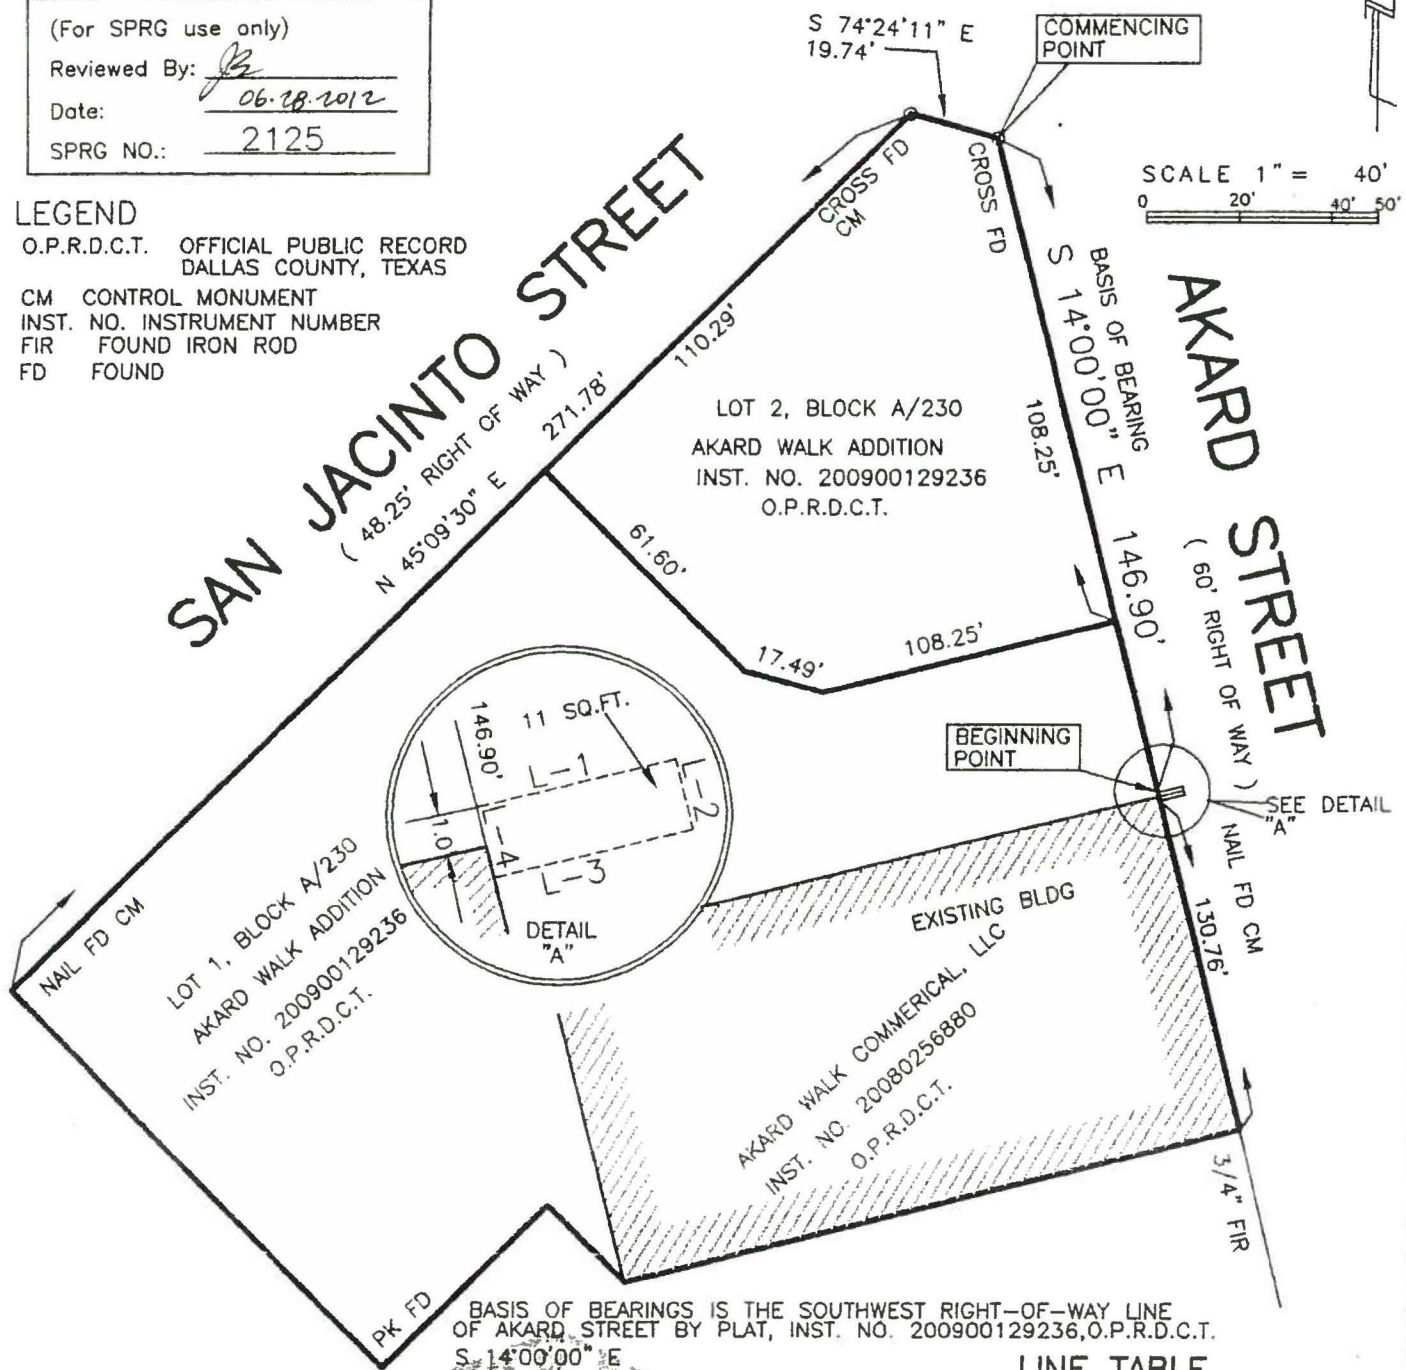 (For SPRG use only)
Reviewed By: JB
Date: 06.28.2012
SPRG NO.: 2125
LEGEND
O.P.R.D.C.T. OFFICIAL PUBLIC RECORD
DALLAS COUNTY, TEXAS
CM CONTROL MONUMENT
INST. NO. INSTRUMENT NUMBER
FIR FOUND IRON ROD
FD FOUND
S 74°24'11" E
19.74'
COMMENCING
POINT
SCALE 1" = 40'
0 20' 40' 50'
CROSS FD
CM
CROSS FD
SAN JACINTO STREET
( 48.25' RIGHT OF WAY )
N 45°09'30" E
271.78'
110.29'
BASIS OF BEARING
S 14°00'00" E 146.90'
108.25'
AKARD STREET
( 60' RIGHT OF WAY )
LOT 2, BLOCK A/230
AKARD WALK ADDITION
INST. NO. 200900129236
O.P.R.D.C.T.
61.60'
17.49'
108.25'
BEGINNING
POINT
SEE DETAIL
"A"
NAIL FD CM
130.76'
146.90'
11 SQ.FT.
L-1
L-2
L-3
L-4
1.0'
DETAIL
"A"
NAIL FD CM
LOT 1, BLOCK A/230
AKARD WALK ADDITION
INST. NO. 200900129236
O.P.R.D.C.T.
EXISTING BLDG
AKARD WALK COMMERICAL, LLC
INST. NO. 20080256880
O.P.R.D.C.T.
3/4" FIR
PK FD
BASIS OF BEARINGS IS THE SOUTHWEST RIGHT-OF-WAY LINE
OF AKARD STREET BY PLAT, INST. NO. 200900129236,O.P.R.D.C.T.
S 14°00'00" E
LINE TABLE